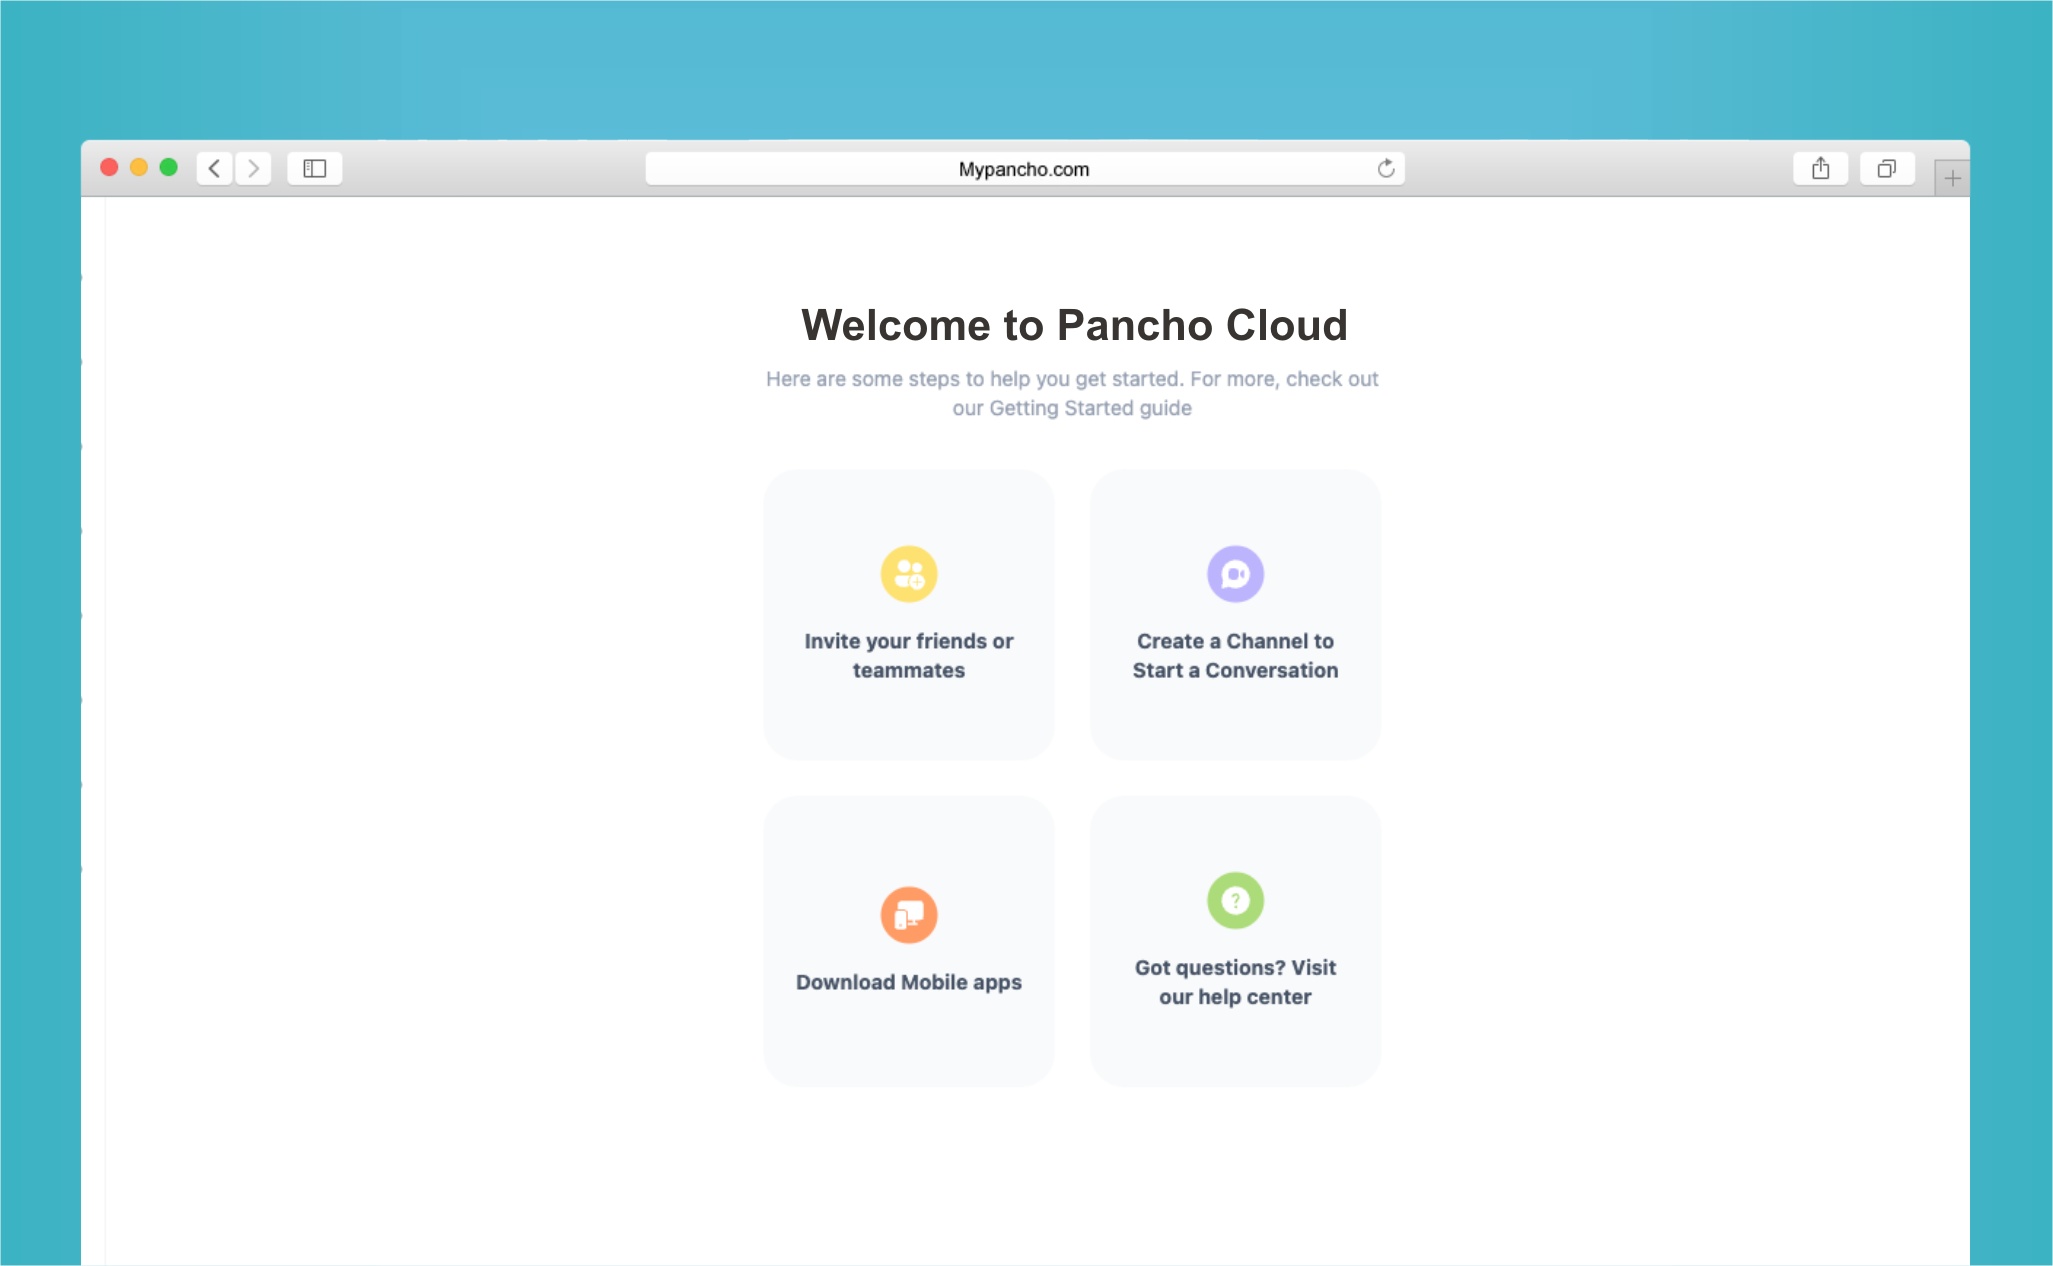 Mypancho.com
Welcome to Pancho Cloud
Here are some steps to help you get started. For more, check out
our Getting Started guide
Invite your friends or
teammates
Create a Channel to
Start a Conversation
Download Mobile apps
Got questions? Visit
our help center